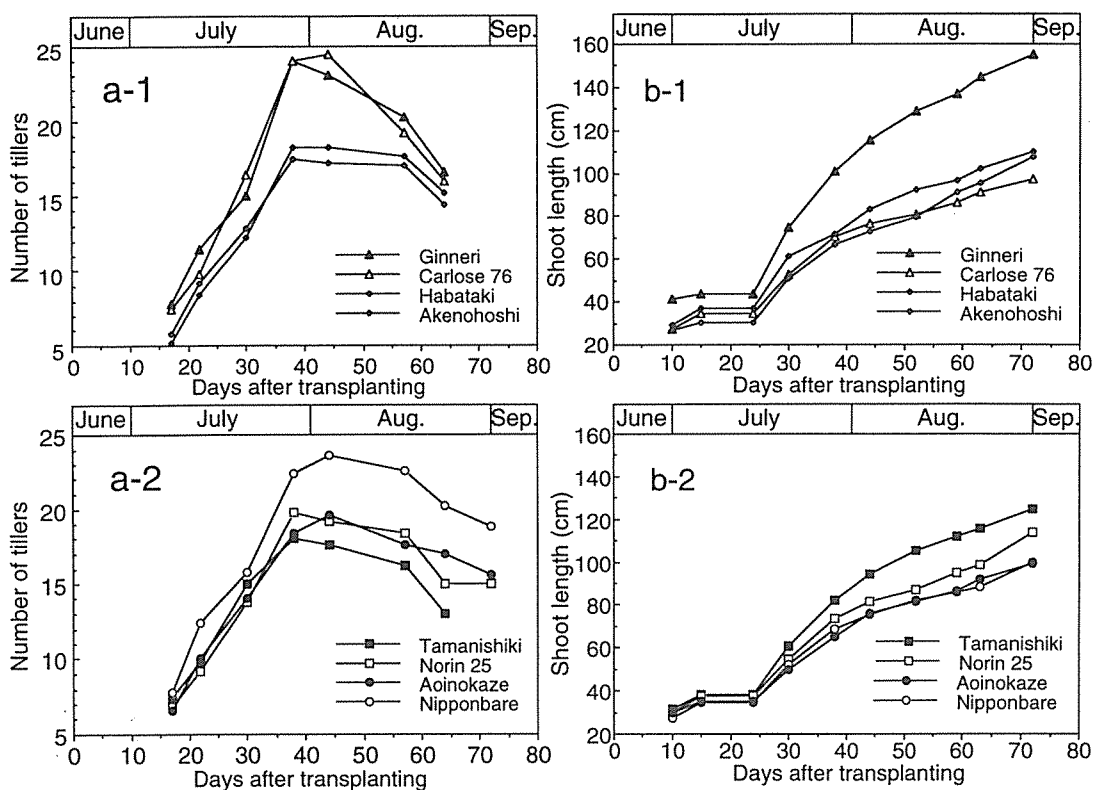 June July Aug. Sep.
a-1
Number of tillers
25
20
15
10
5
Ginneri
Carlose 76
Habataki
Akenohoshi
0 10 20 30 40 50 60 70 80
Days after transplanting
June July Aug. Sep.
b-1
Shoot length (cm)
160
140
120
100
80
60
40
20
Ginneri
Carlose 76
Habataki
Akenohoshi
0 10 20 30 40 50 60 70 80
Days after transplanting
June July Aug. Sep.
a-2
Number of tillers
25
20
15
10
5
Tamanishiki
Norin 25
Aoinokaze
Nipponbare
0 10 20 30 40 50 60 70 80
Days after transplanting
June July Aug. Sep.
b-2
Shoot length (cm)
160
140
120
100
80
60
40
20
Tamanishiki
Norin 25
Aoinokaze
Nipponbare
0 10 20 30 40 50 60 70 80
Days after transplanting